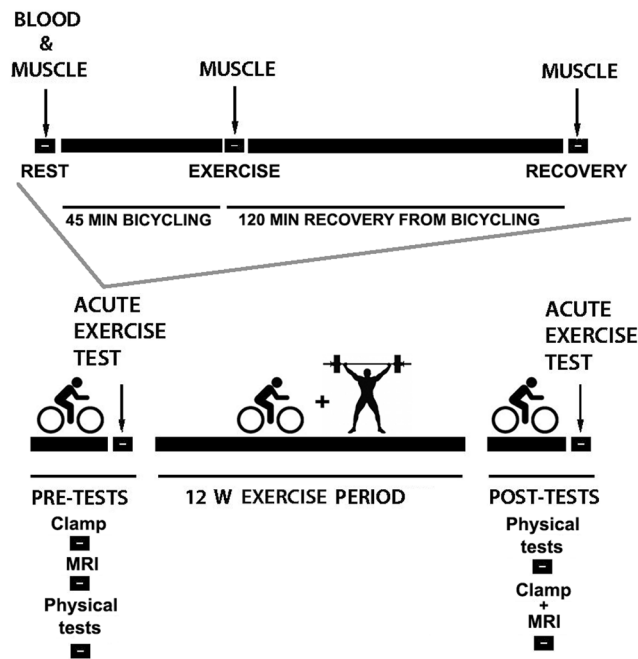 BLOOD
&
MUSCLE
MUSCLE
MUSCLE
REST
EXERCISE
RECOVERY
45 MIN BICYCLING
120 MIN RECOVERY FROM BICYCLING
ACUTE
EXERCISE
TEST
ACUTE
EXERCISE
TEST
+
PRE-TESTS
12 W EXERCISE PERIOD
POST-TESTS
Clamp
MRI
Physical
tests
Physical
tests
Clamp
+
MRI